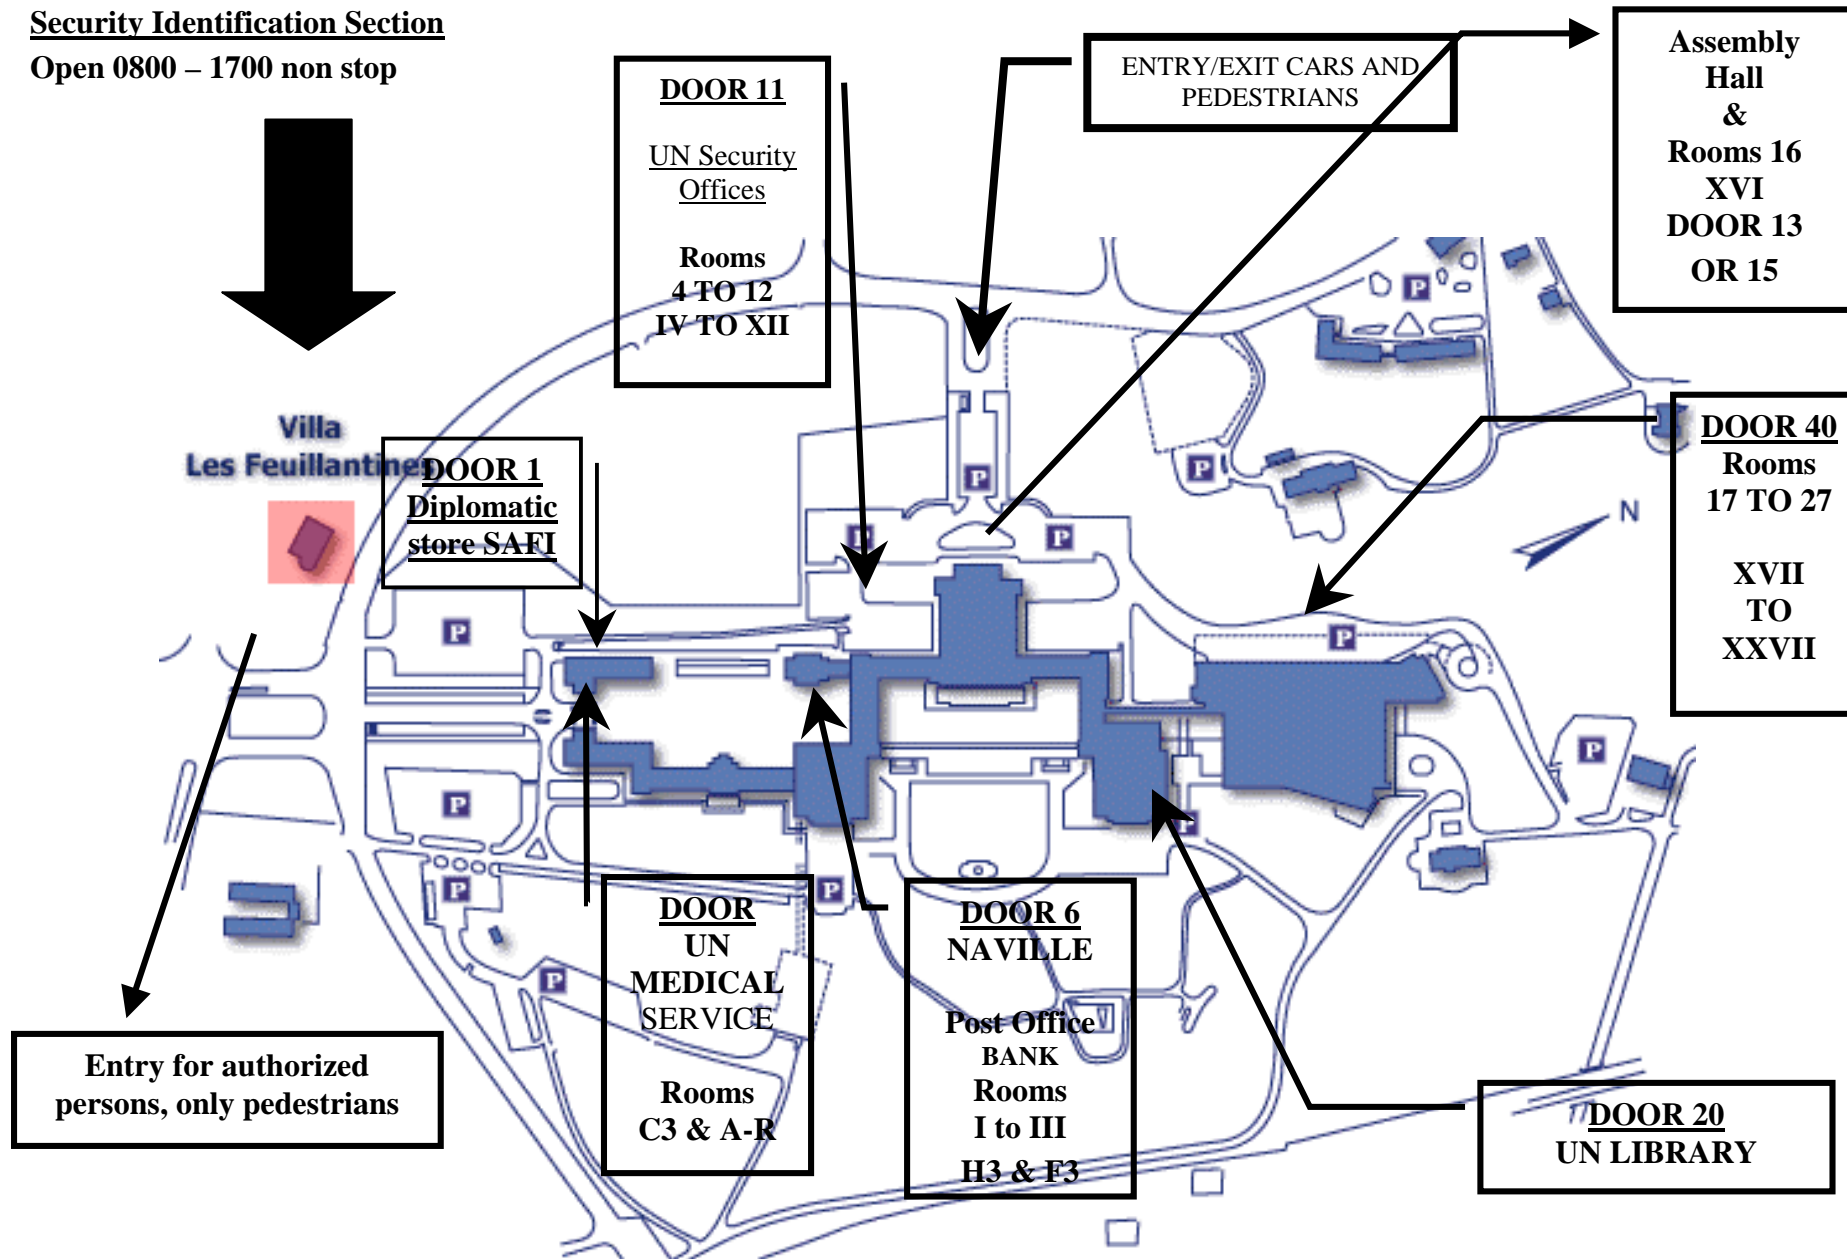 Security Identification Section
Open 0800 – 1700 non stop
DOOR 11
UN Security
Offices
Rooms
4 TO 12
IV TO XII
ENTRY/EXIT CARS AND
PEDESTRIANS
Assembly
Hall
&
Rooms 16
XVI
DOOR 13
OR 15
P
Villa
Les Feuillantines
DOOR 1
Diplomatic
store SAFI
P
P
P
P
DOOR 40
Rooms
17 TO 27
XVII
TO
XXVII
N
P
P
P
P
P
P
P
P
DOOR
UN
MEDICAL
SERVICE
Rooms
C3 & A-R
DOOR 6
NAVILLE
Post Office
BANK
Rooms
I to III
H3 & F3
Entry for authorized
persons, only pedestrians
DOOR 20
UN LIBRARY